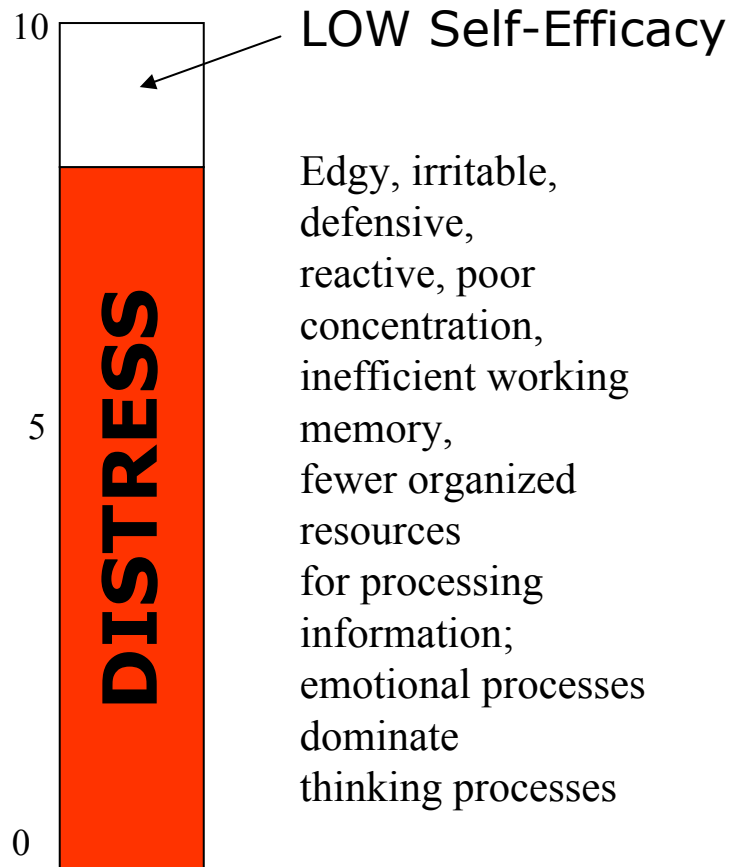 10
LOW Self-Efficacy
Edgy, irritable,
defensive,
reactive, poor
concentration,
inefficient working
memory,
fewer organized
resources
for processing
information;
emotional processes
dominate
thinking processes
5
DISTRESS
0